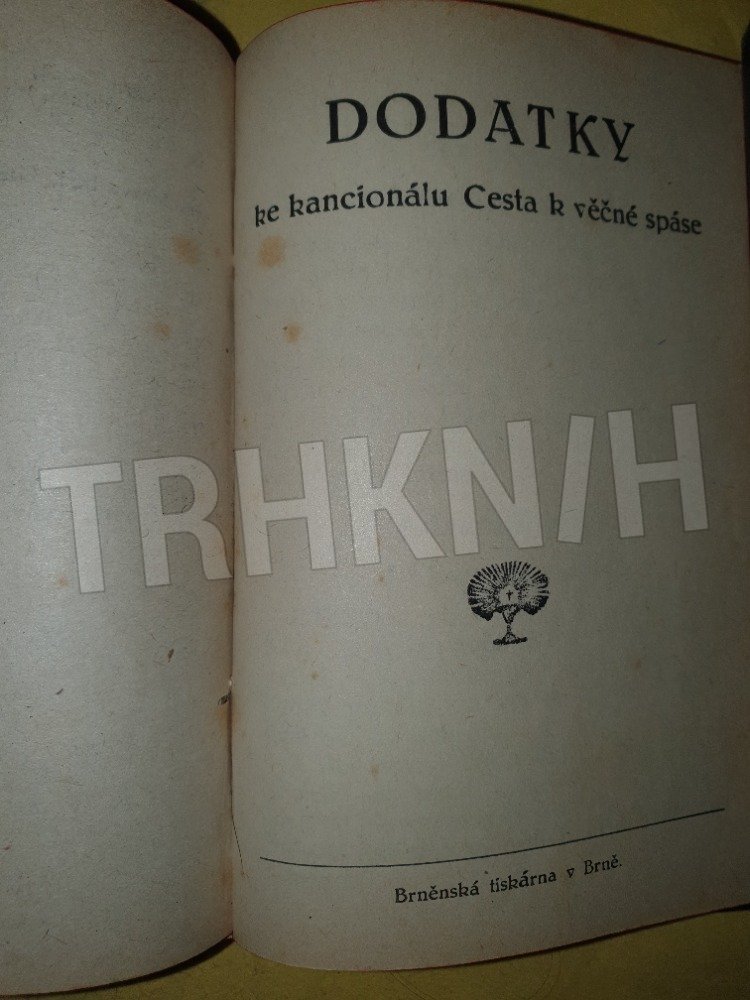 DODATKY
ke kancionálu Cesta k věčné spáse
TRHKNIH
Brněnská tiskárna v Brně.